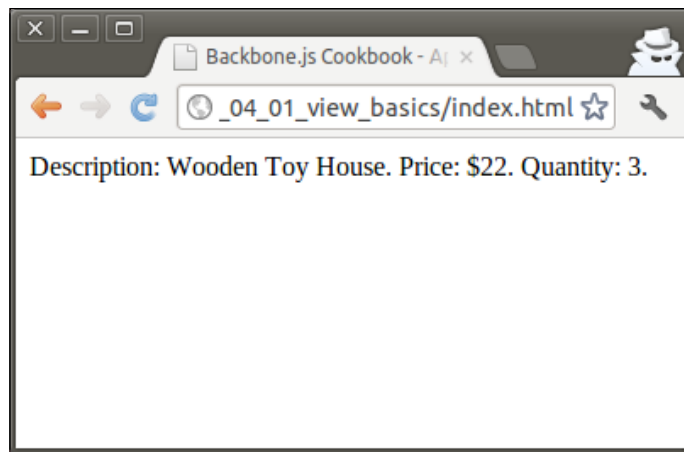 Backbone.js Cookbook - A
_04_01_view_basics/index.html
Description: Wooden Toy House. Price: $22. Quantity: 3.